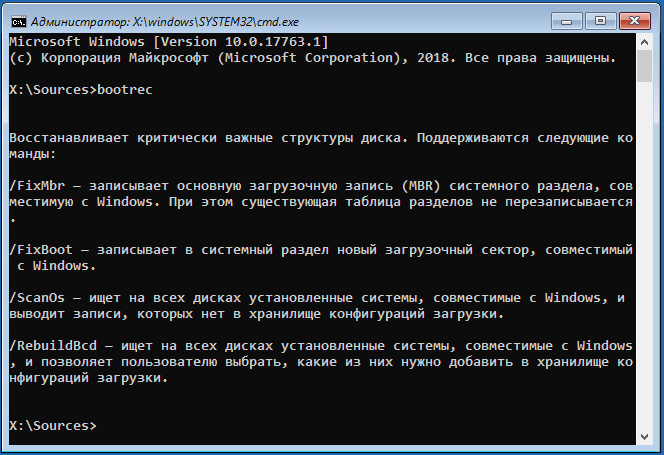 Администратор: X:\windows\SYSTEM32\cmd.exe
Microsoft Windows [Version 10.0.17763.1]
(c) Корпорация Майкрософт (Microsoft Corporation), 2018. Все права защищены.
X:\Sources>bootrec
Восстанавливает критически важные структуры диска. Поддерживаются следующие ко
манды:
/FixMbr – записывает основную загрузочную запись (MBR) системного раздела, сов
местимую с Windows. При этом существующая таблица разделов не перезаписывается
.
/FixBoot – записывает в системный раздел новый загрузочный сектор, совместимый
 с Windows.
/ScanOs – ищет на всех дисках установленные системы, совместимые с Windows, и
выводит записи, которых нет в хранилище конфигураций загрузки.
/RebuildBcd – ищет на всех дисках установленные системы, совместимые с Windows
, и позволяет пользователю выбрать, какие из них нужно добавить в хранилище ко
нфигураций загрузки.
X:\Sources>